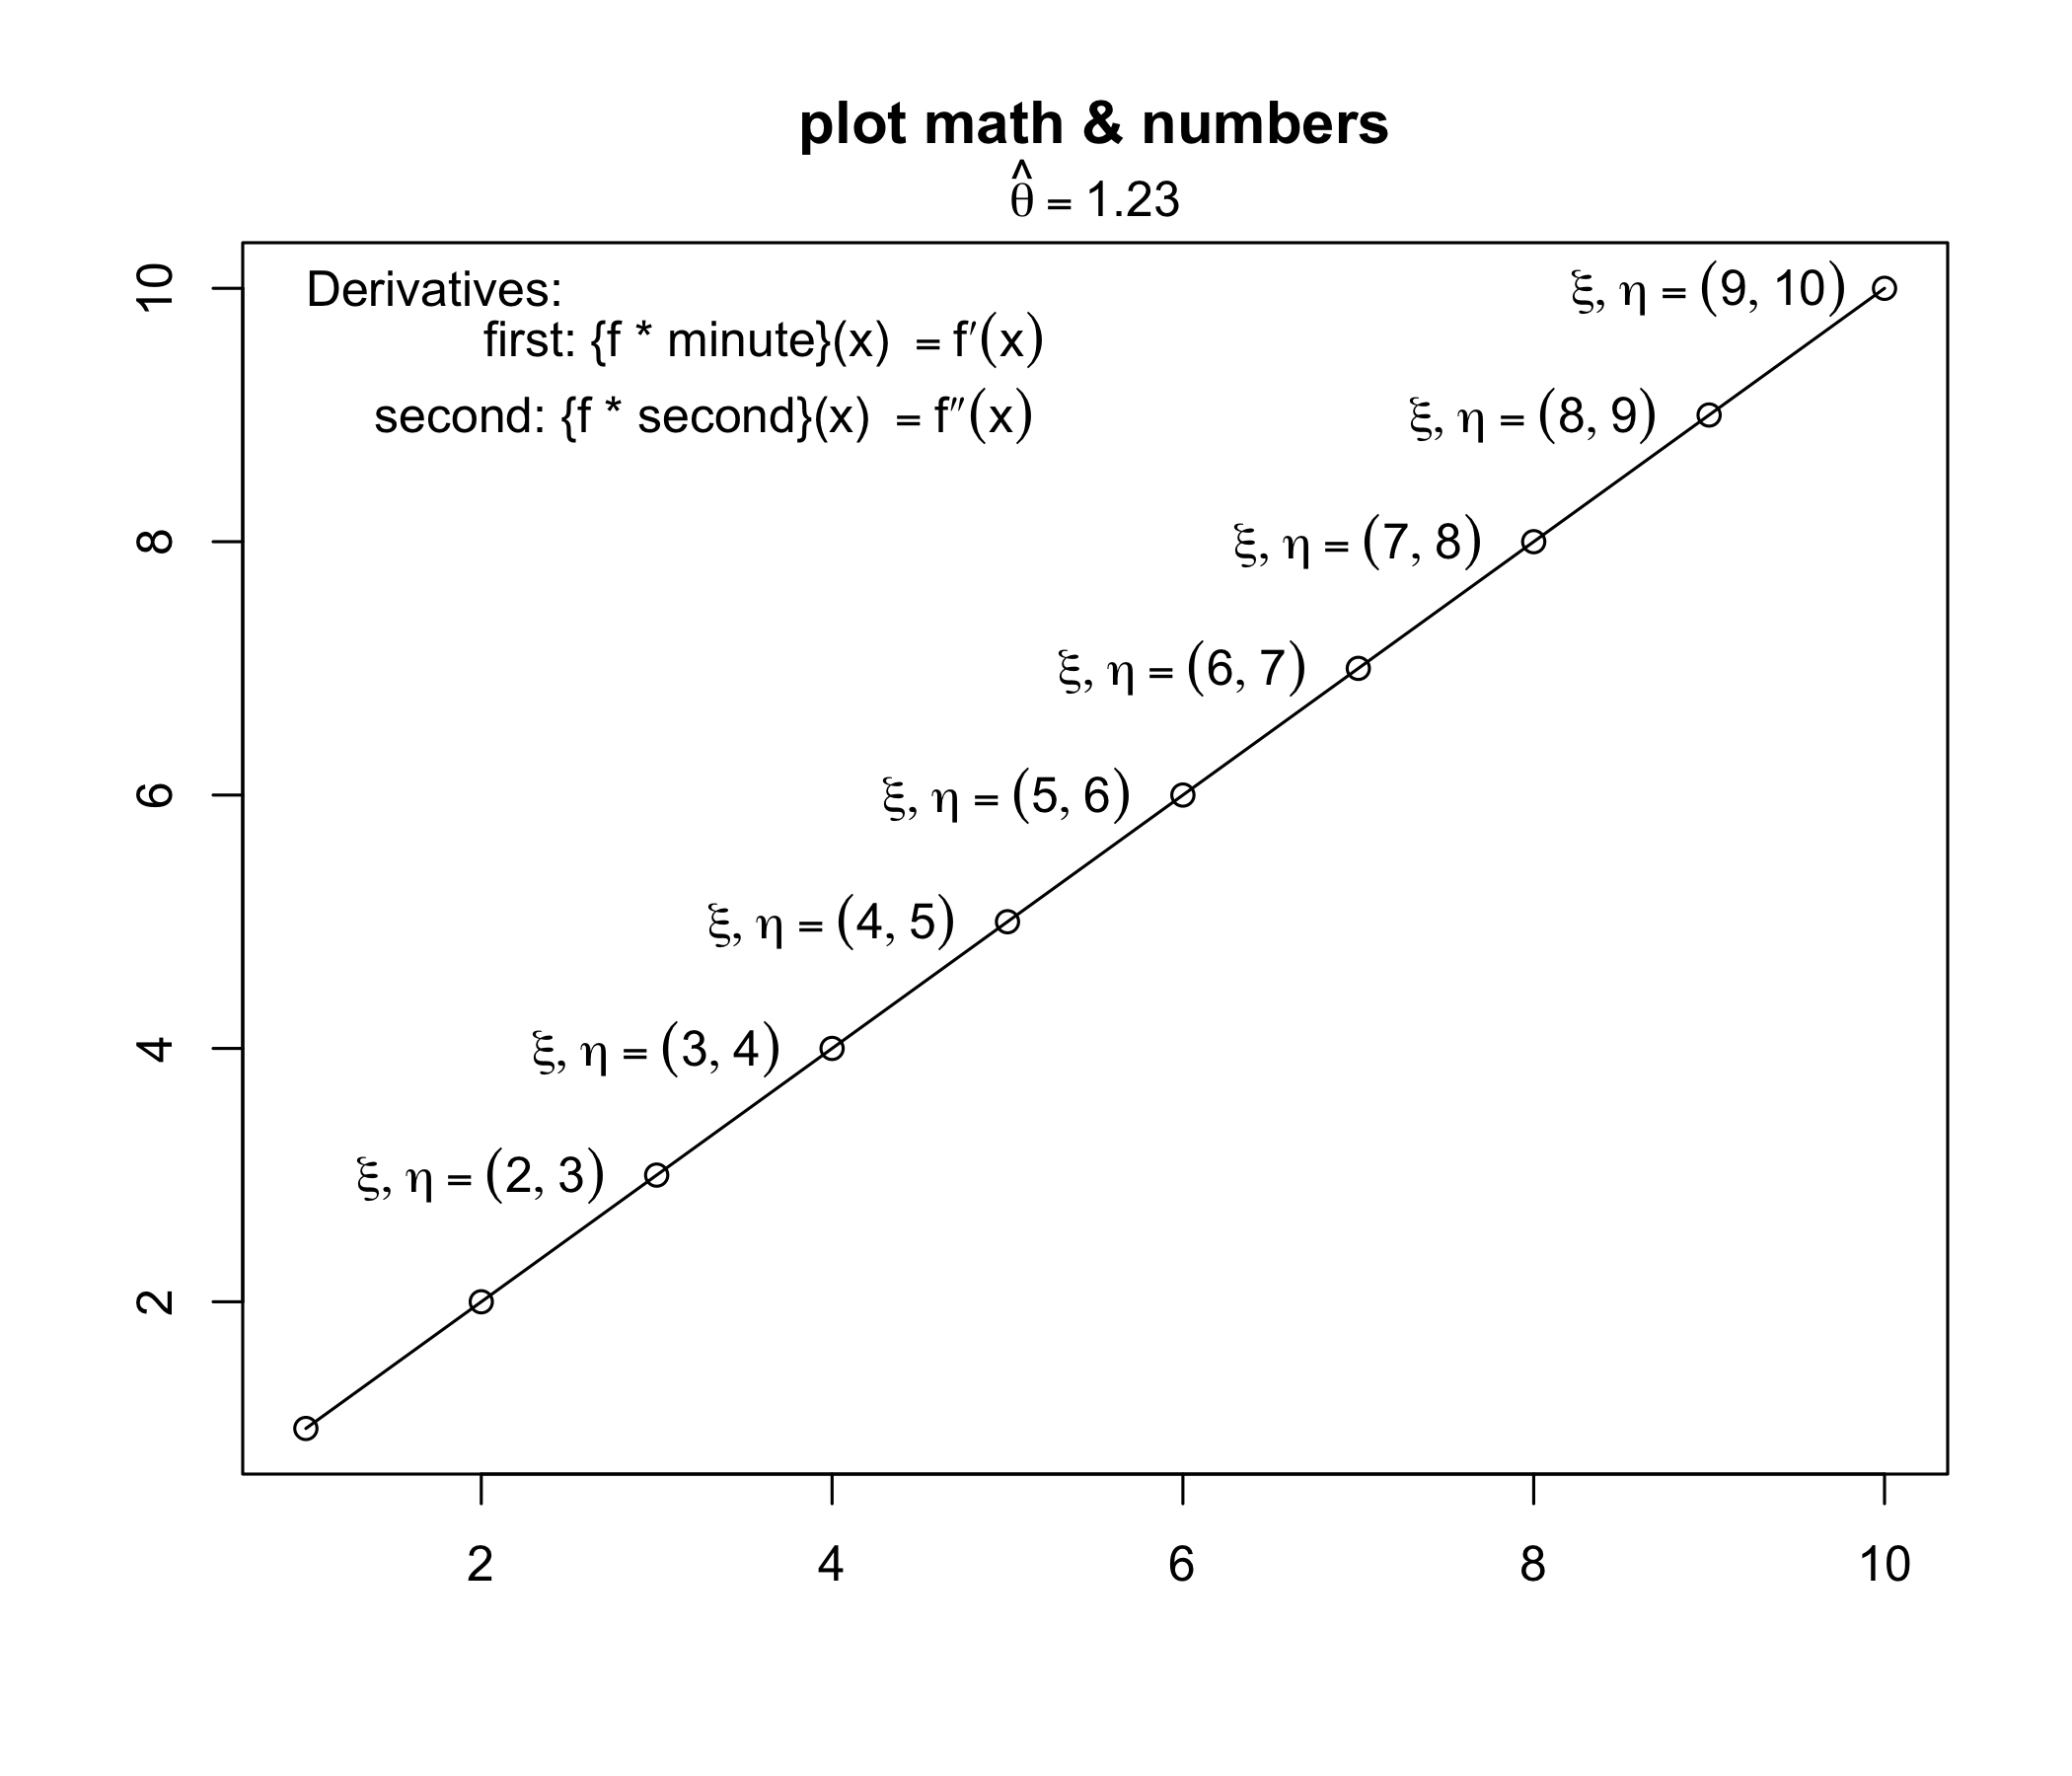 plot math & numbers
θ̂ = 1.23
10
Derivatives:
ξ, η = (9, 10)
first: {f * minute}(x) = f′(x)
second: {f * second}(x) = f″(x)
ξ, η = (8, 9)
8
ξ, η = (7, 8)
ξ, η = (6, 7)
6
ξ, η = (5, 6)
ξ, η = (4, 5)
4
ξ, η = (3, 4)
ξ, η = (2, 3)
2
2 4 6 8 10